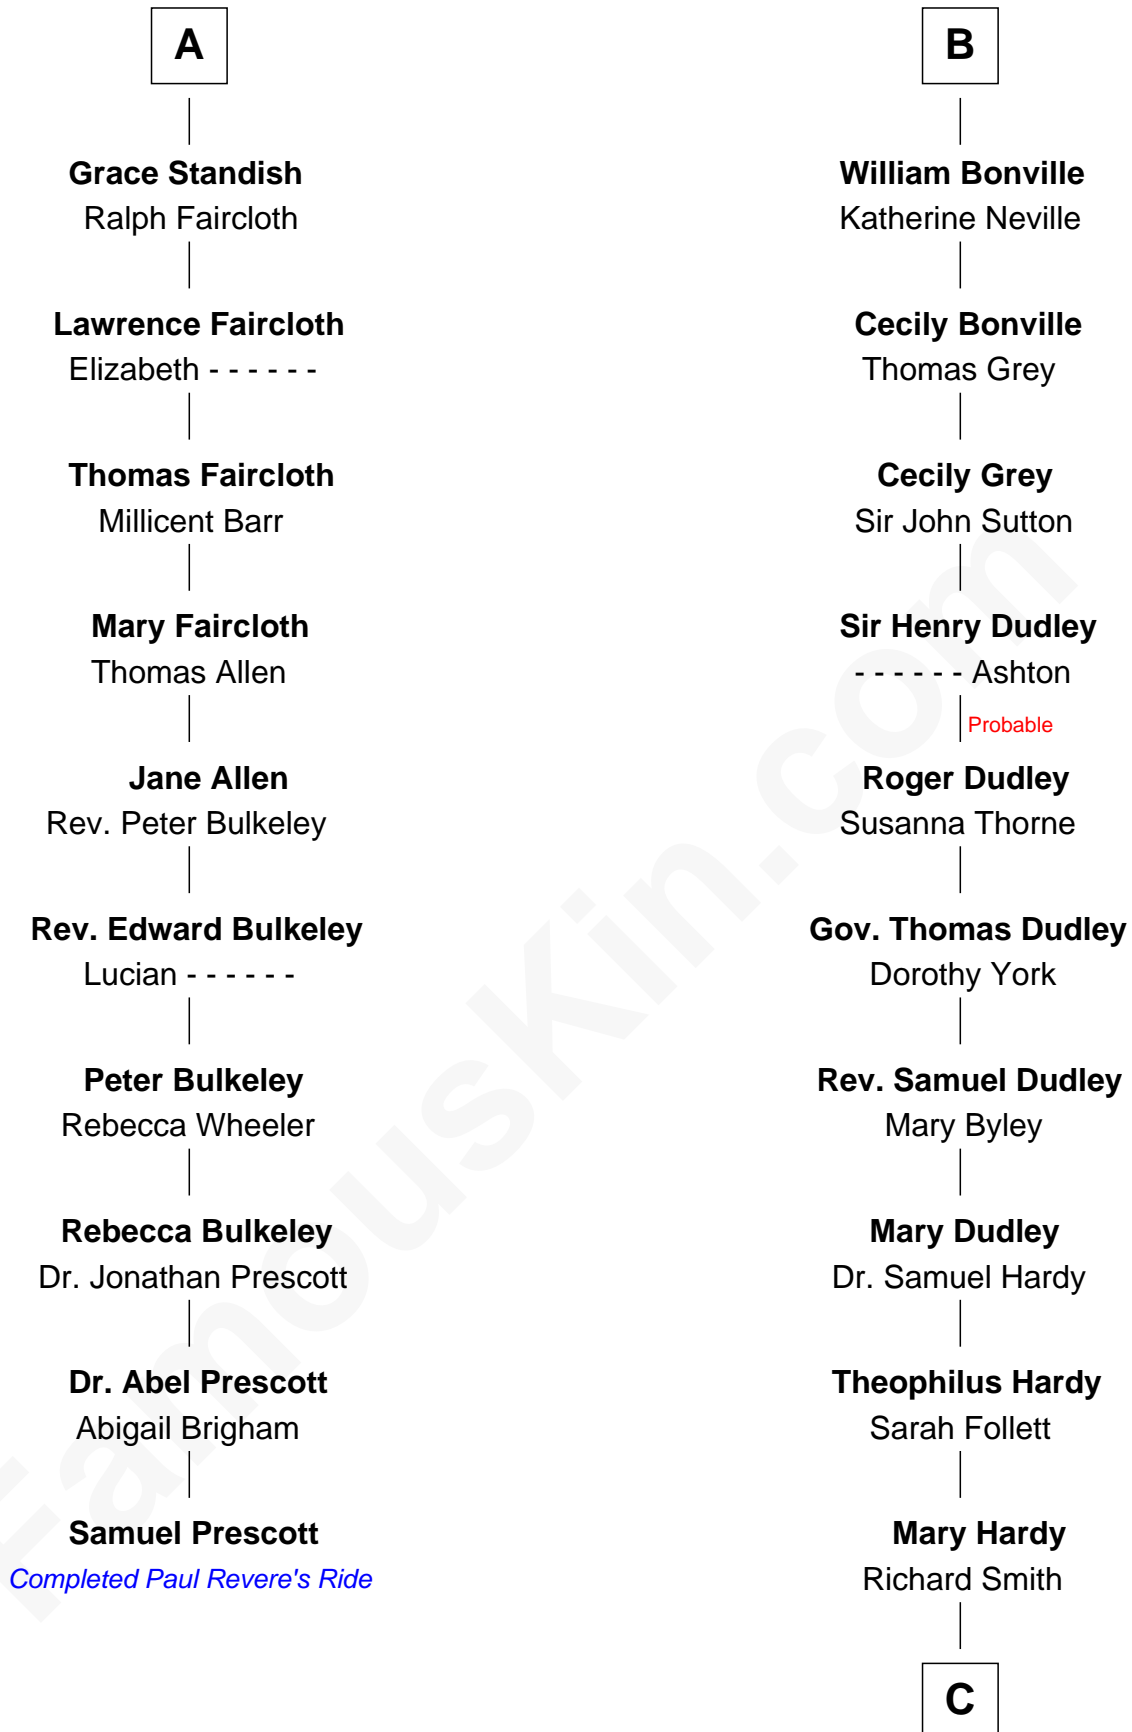 A
Grace Standish
Ralph Faircloth
Lawrence Faircloth
Elizabeth - - - - - -
Thomas Faircloth
Millicent Barr
Mary Faircloth
Thomas Allen
Jane Allen
Rev. Peter Bulkeley
Rev. Edward Bulkeley
Lucian - - - - - -
Peter Bulkeley
Rebecca Wheeler
Rebecca Bulkeley
Dr. Jonathan Prescott
Dr. Abel Prescott
Abigail Brigham
Samuel Prescott
Completed Paul Revere's Ride
B
William Bonville
Katherine Neville
Cecily Bonville
Thomas Grey
Cecily Grey
Sir John Sutton
Sir Henry Dudley
- - - - - - Ashton
Probable
Roger Dudley
Susanna Thorne
Gov. Thomas Dudley
Dorothy York
Rev. Samuel Dudley
Mary Byley
Mary Dudley
Dr. Samuel Hardy
Theophilus Hardy
Sarah Follett
Mary Hardy
Richard Smith
C
FamousKin.com